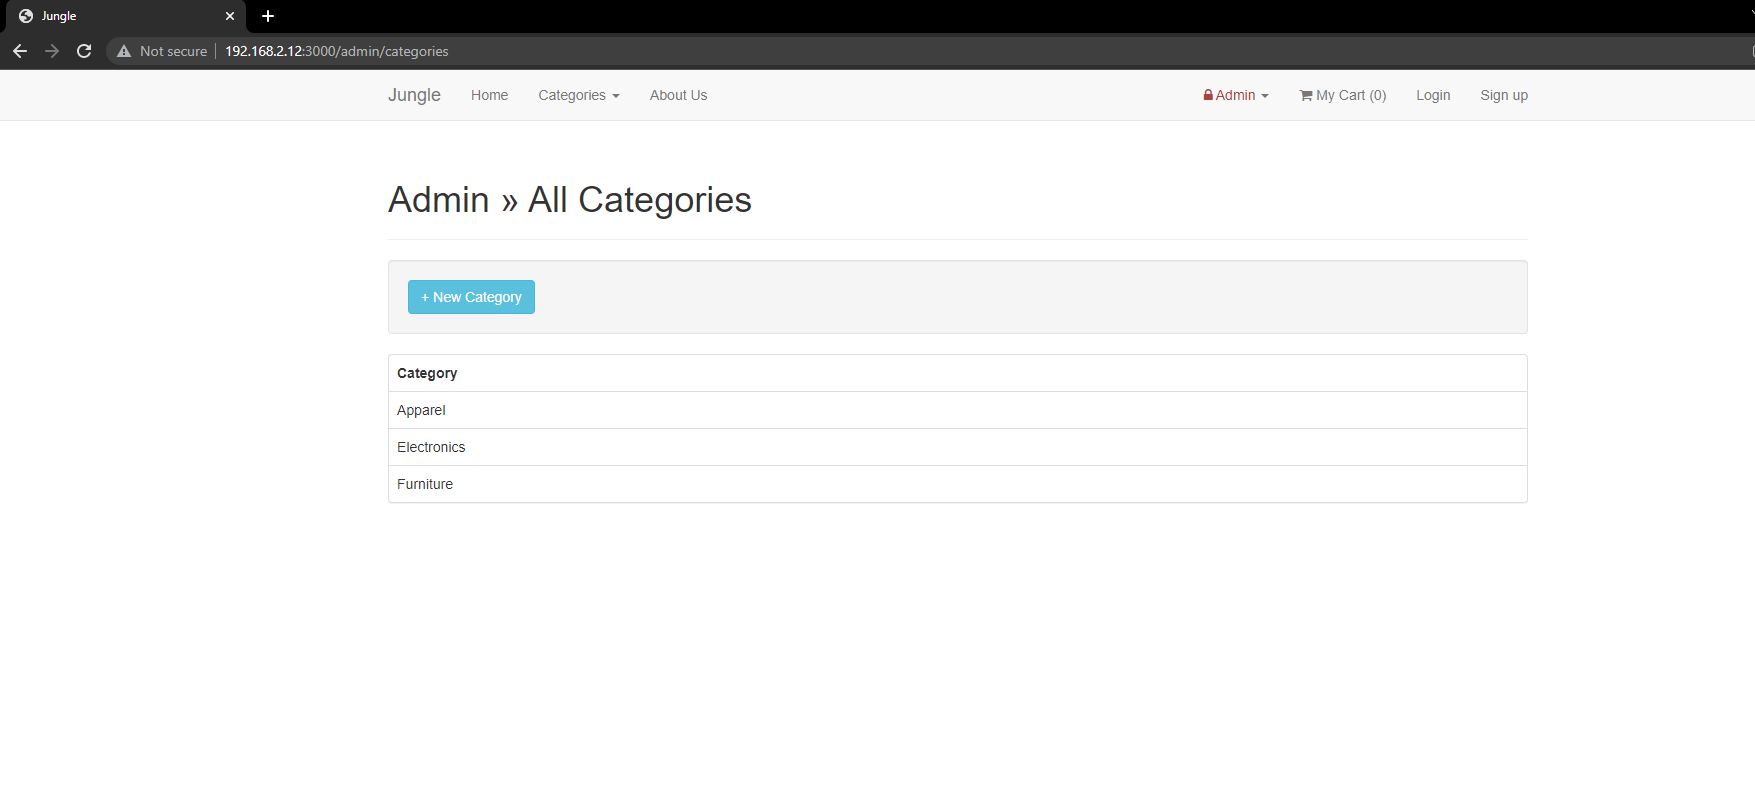 Jungle
Not secure 192.168.2.12:3000/admin/categories
Jungle Home Categories About Us Admin My Cart (0) Login Sign up
Admin » All Categories
+ New Category
Category
Apparel
Electronics
Furniture